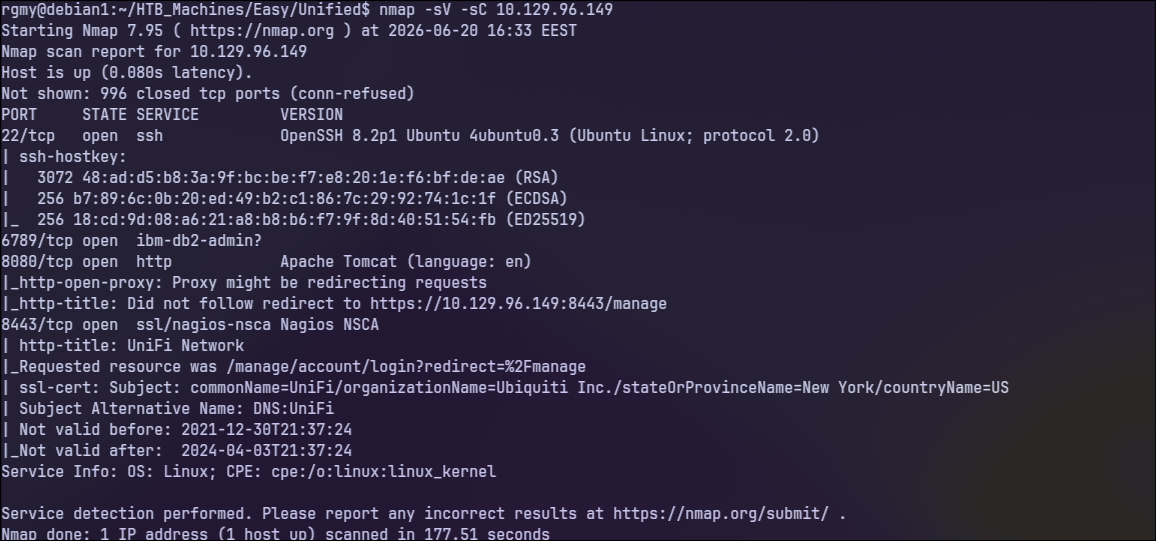 rgmy@debian1:~/HTB_Machines/Easy/Unified$ nmap -sV -sC 10.129.96.149
Starting Nmap 7.95 ( https://nmap.org ) at 2026-06-20 16:33 EEST
Nmap scan report for 10.129.96.149
Host is up (0.080s latency).
Not shown: 996 closed tcp ports (conn-refused)
PORT     STATE SERVICE         VERSION
22/tcp   open  ssh             OpenSSH 8.2p1 Ubuntu 4ubuntu0.3 (Ubuntu Linux; protocol 2.0)
| ssh-hostkey:
|   3072 48:ad:d5:b8:3a:9f:bc:be:f7:e8:20:1e:f6:bf:de:ae (RSA)
|   256 b7:89:6c:0b:20:ed:49:b2:c1:86:7c:29:92:74:1c:1f (ECDSA)
|_  256 18:cd:9d:08:a6:21:a8:b8:b6:f7:9f:8d:40:51:54:fb (ED25519)
6789/tcp open  ibm-db2-admin?
8080/tcp open  http            Apache Tomcat (language: en)
|_http-open-proxy: Proxy might be redirecting requests
|_http-title: Did not follow redirect to https://10.129.96.149:8443/manage
8443/tcp open  ssl/nagios-nsca Nagios NSCA
| http-title: UniFi Network
|_Requested resource was /manage/account/login?redirect=%2Fmanage
| ssl-cert: Subject: commonName=UniFi/organizationName=Ubiquiti Inc./stateOrProvinceName=New York/countryName=US
| Subject Alternative Name: DNS:UniFi
| Not valid before: 2021-12-30T21:37:24
|_Not valid after:  2024-04-03T21:37:24
Service Info: OS: Linux; CPE: cpe:/o:linux:linux_kernel

Service detection performed. Please report any incorrect results at https://nmap.org/submit/ .
Nmap done: 1 IP address (1 host up) scanned in 177.51 seconds